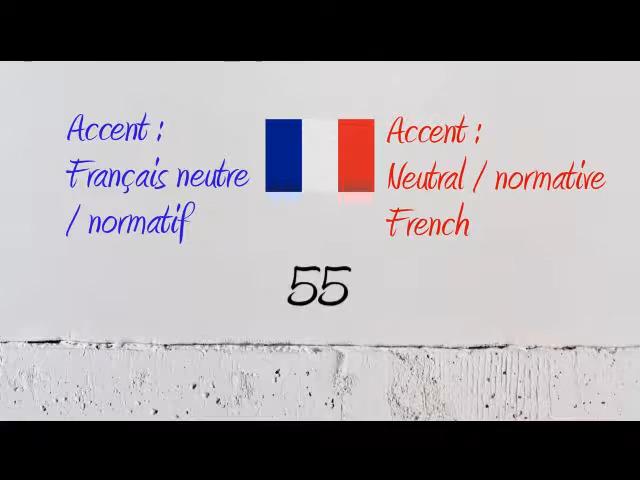 Accent :
Français neutre
/ normatif
Accent :
Neutral / normative
French
55